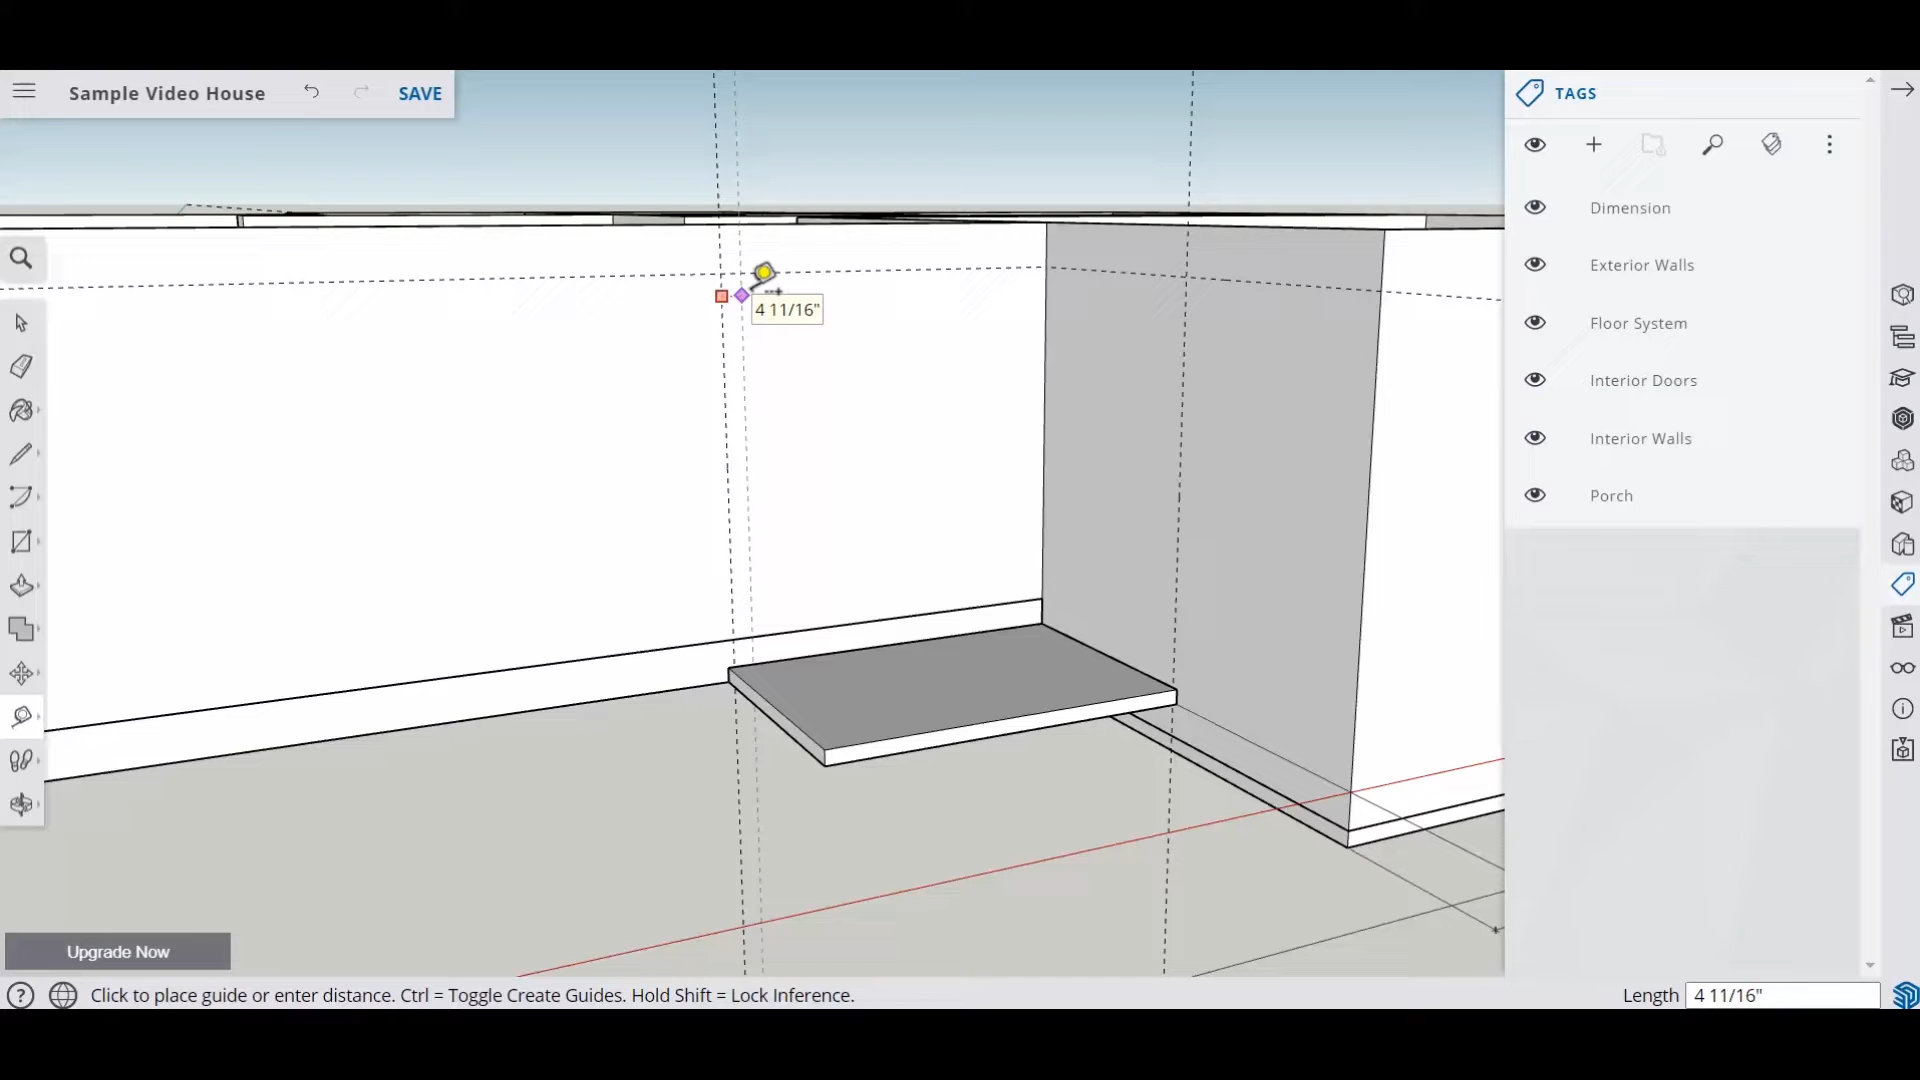 Sample Video House
SAVE
TAGS
Dimension
Exterior Walls
Floor System
Interior Doors
Interior Walls
Porch
4 11/16"
Upgrade Now
Click to place guide or enter distance. Ctrl = Toggle Create Guides. Hold Shift = Lock Inference.
Length 4 11/16"